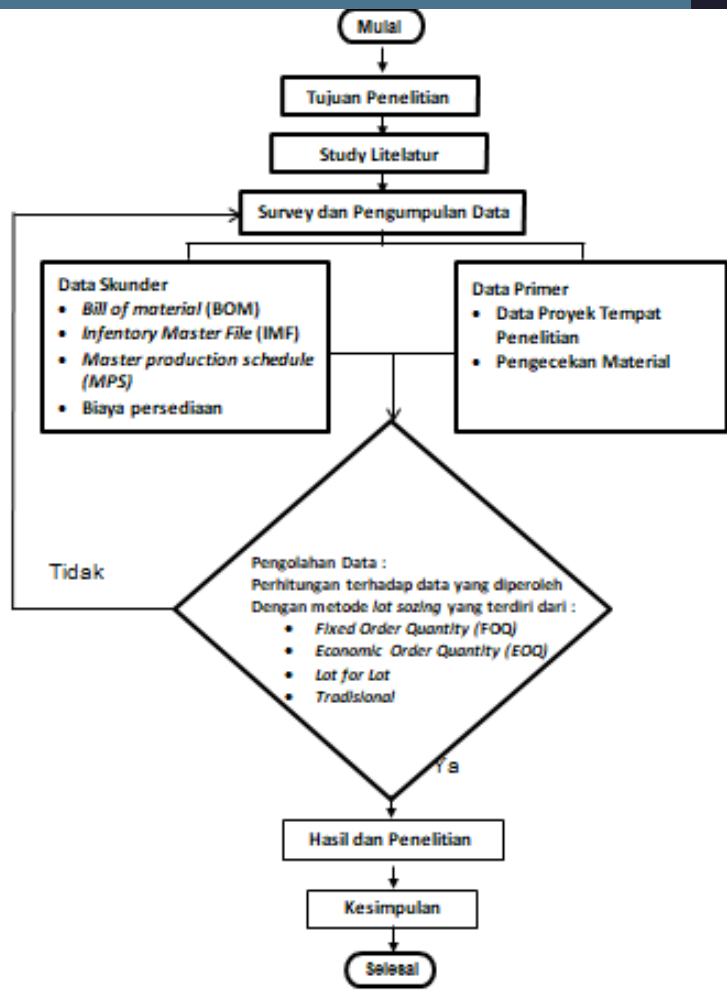 Mulai
Tujuan Penelitian
Study Litelatur
Survey dan Pengumpulan Data
Data Skunder
• Bill of material (BOM)
• Infentory Master File (IMF)
• Master production schedule
(MPS)
• Biaya persediaan
Data Primer
• Data Proyek Tempat
Penelitian
• Pengecekan Material
Tidak
Pengolahan Data :
Perhitungan terhadap data yang diperoleh
Dengan metode lot sozing yang terdiri dari :
• Fixed Order Quantity (FOQ)
• Economic Order Quantity (EOQ)
• Lot for Lot
• Tradisional
Ya
Hasil dan Penelitian
Kesimpulan
Selesai